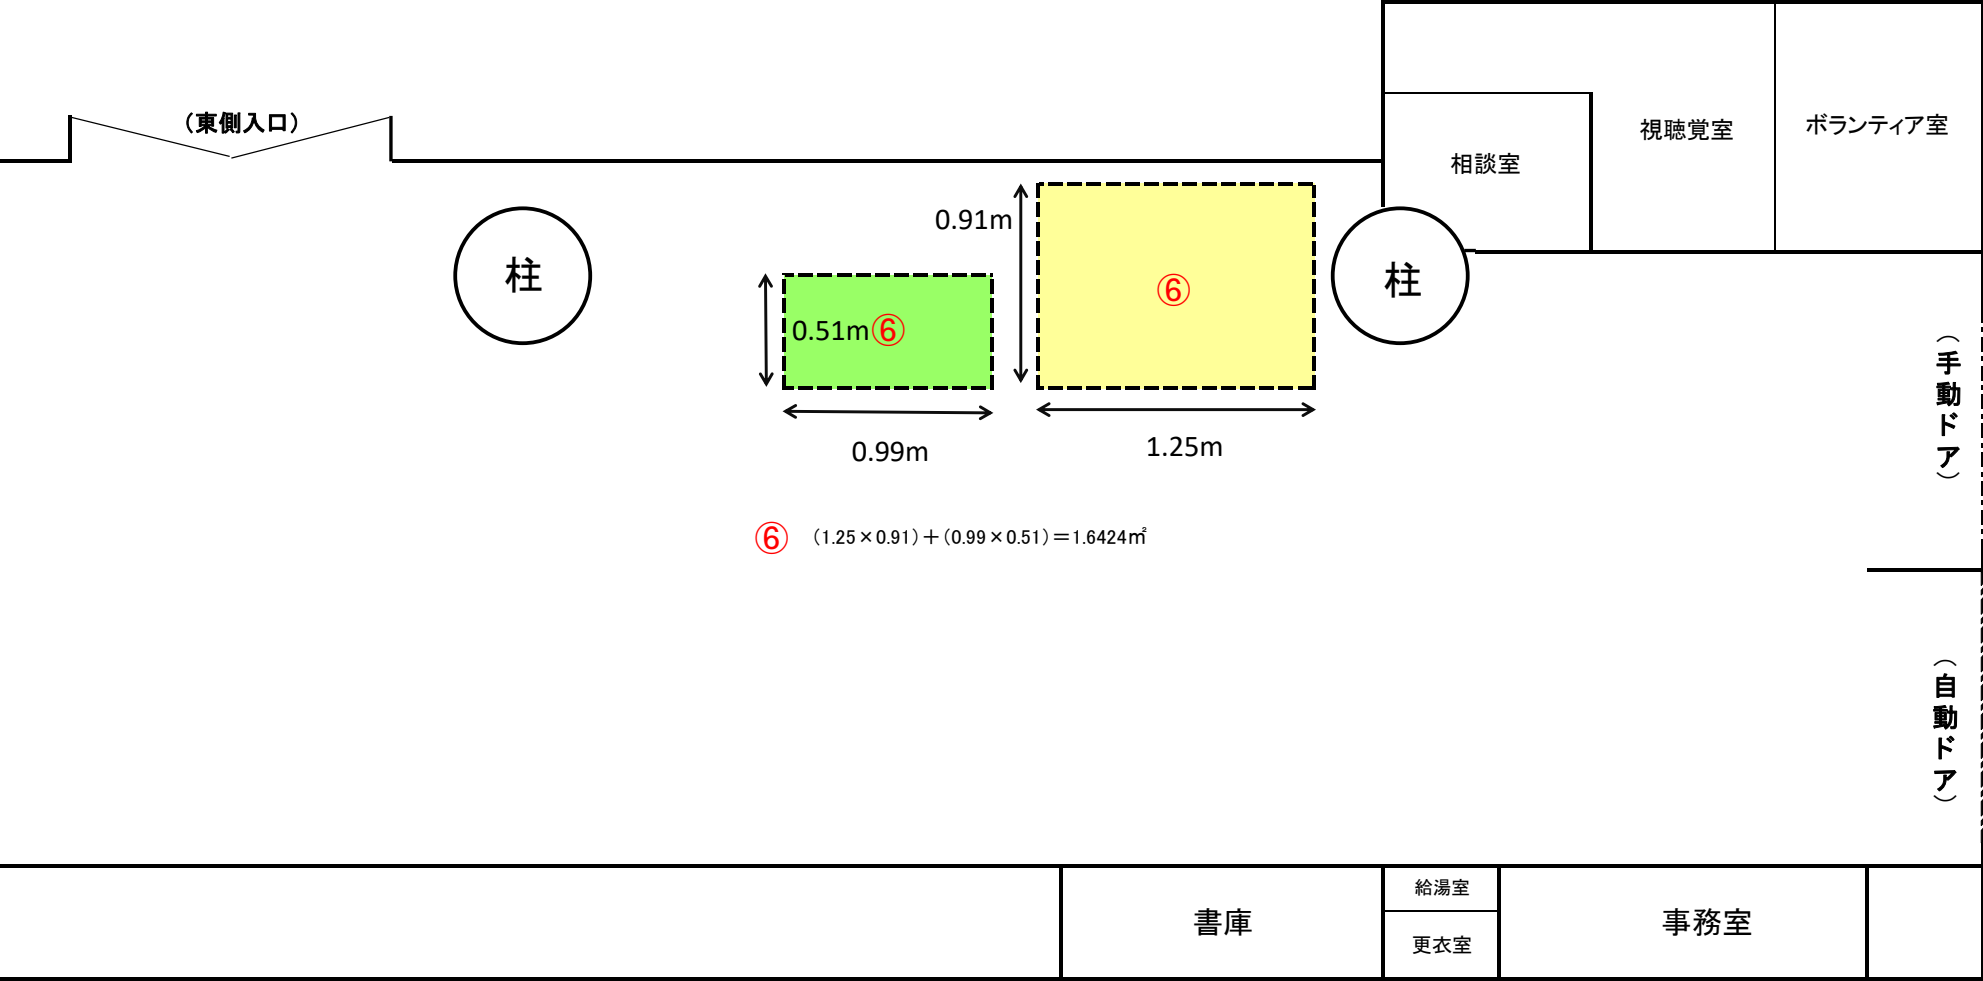 （東側入口）
視聴覚室
ボランティア室
相談室
0.91m
柱
⑥
柱
0.51m⑥
（手動ドア）
0.99m
1.25m
⑥ （1.25×0.91）＋（0.99×0.51）＝1.6424㎡
（自動ドア）
給湯室
書庫
事務室
更衣室